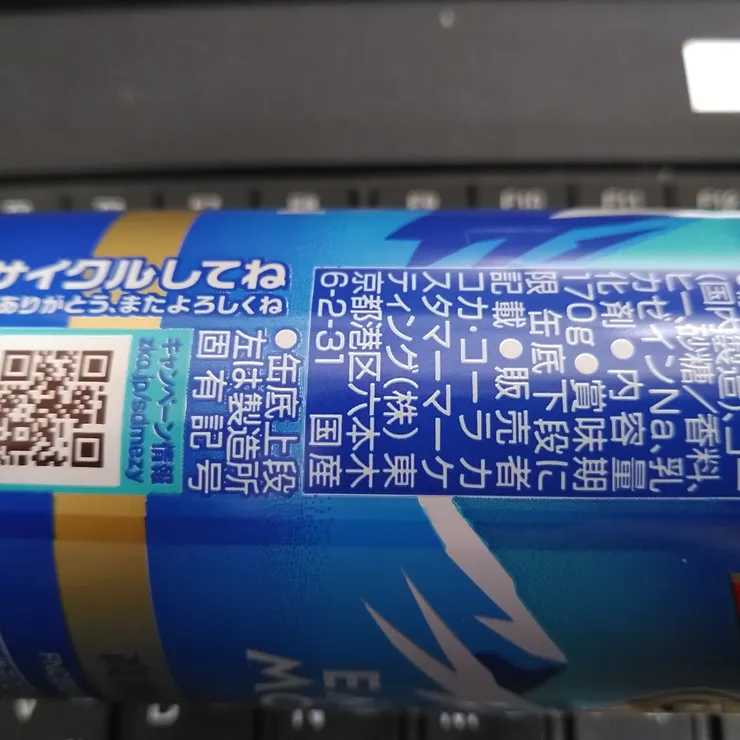 サイクルしてね
ありがとう、またよろしくね
(国内製造)、コー
ヒー、砂糖/香料、
カゼインNa、乳
化剤●内容量
170g●賞味期
限 缶底下段に
記載●販売者
コカ・コーラ カ
スタマーマーケ
ティング(株) 東
京都港区六本木
6-2-31 国産
●缶底上段
左は製造所
固有記号
キャンペーン情報